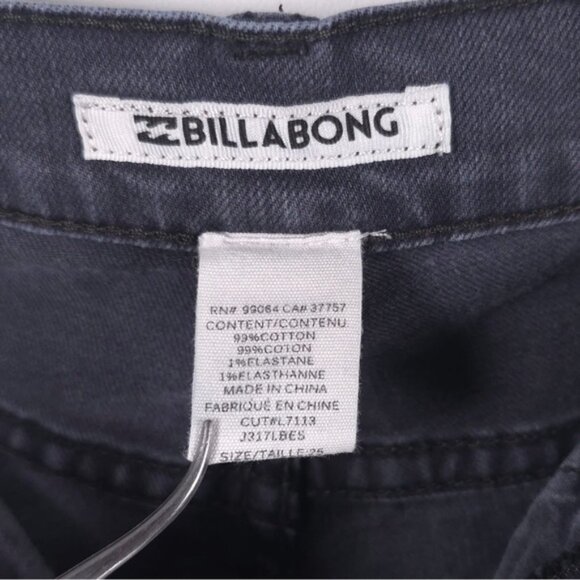 BILLABONG
RN# 99084 CA# 37757
CONTENT/CONTENU
99%COTTON
99%COTON
1%ELASTANE
1%ELASTHANNE
MADE IN CHINA
FABRIQUÉ EN CHINE
CUT#L7113
J317LBES
SIZE/TAILLE:25